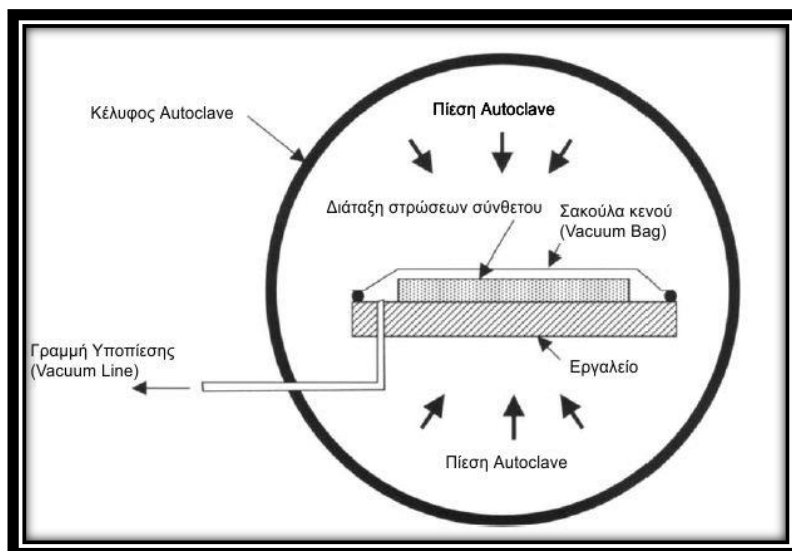 Πίεση Autoclave
Κέλυφος Autoclave
Διάταξη στρώσεων σύνθετου
Σακούλα κενού
(Vacuum Bag)
Γραμμή Υποπίεσης
(Vacuum Line)
Εργαλείο
Πίεση Autoclave